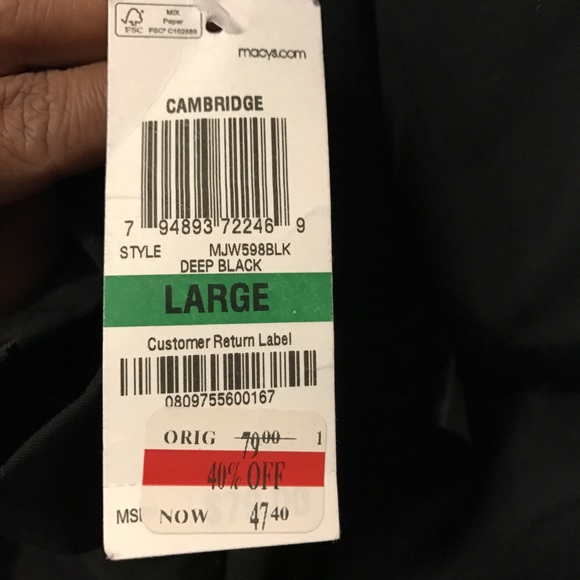 MIX
Paper
FSC FSC® C102889
macys.com
CAMBRIDGE
7 94893 72246 9
STYLE MJW598BLK
DEEP BLACK
LARGE
Customer Return Label
0809755600167
ORIG 79.00 1
40% OFF
NOW 47.40